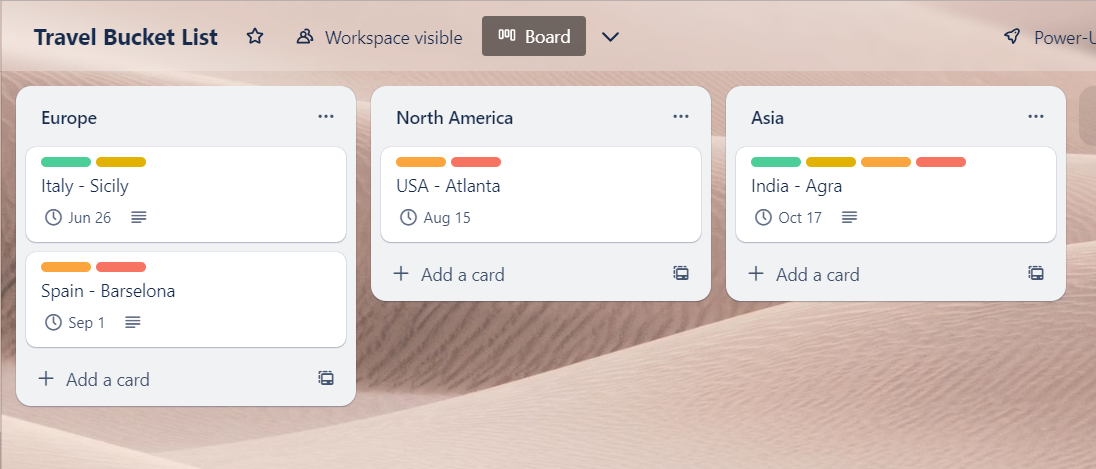 Travel Bucket List
Workspace visible
Board
Power-U
Europe
Italy - Sicily
Jun 26
Spain - Barselona
Sep 1
Add a card
North America
USA - Atlanta
Aug 15
Add a card
Asia
India - Agra
Oct 17
Add a card